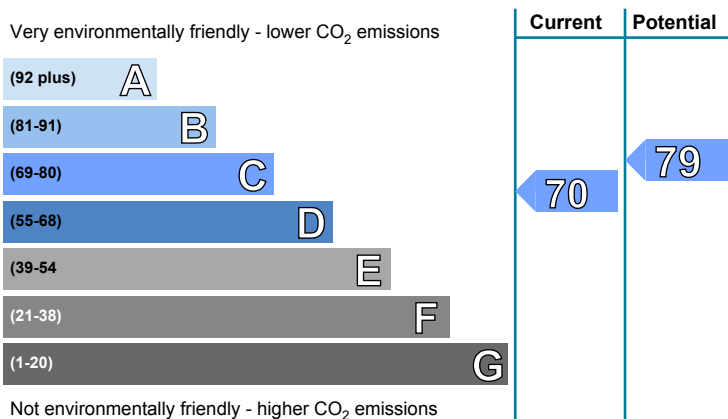 Current Potential
Very environmentally friendly - lower CO2 emissions
(92 plus) A
(81-91) B
(69-80) C
79
70
(55-68) D
(39-54 E
(21-38) F
(1-20) G
Not environmentally friendly - higher CO2 emissions